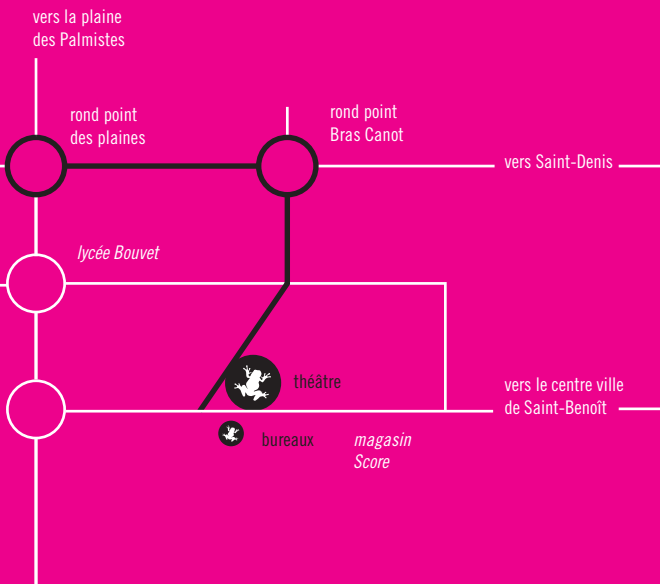 vers la plaine
des Palmistes
rond point
des plaines
rond point
Bras Canot
vers Saint-Denis
lycée Bouvet
théâtre
vers le centre ville
de Saint-Benoît
bureaux
magasin
Score